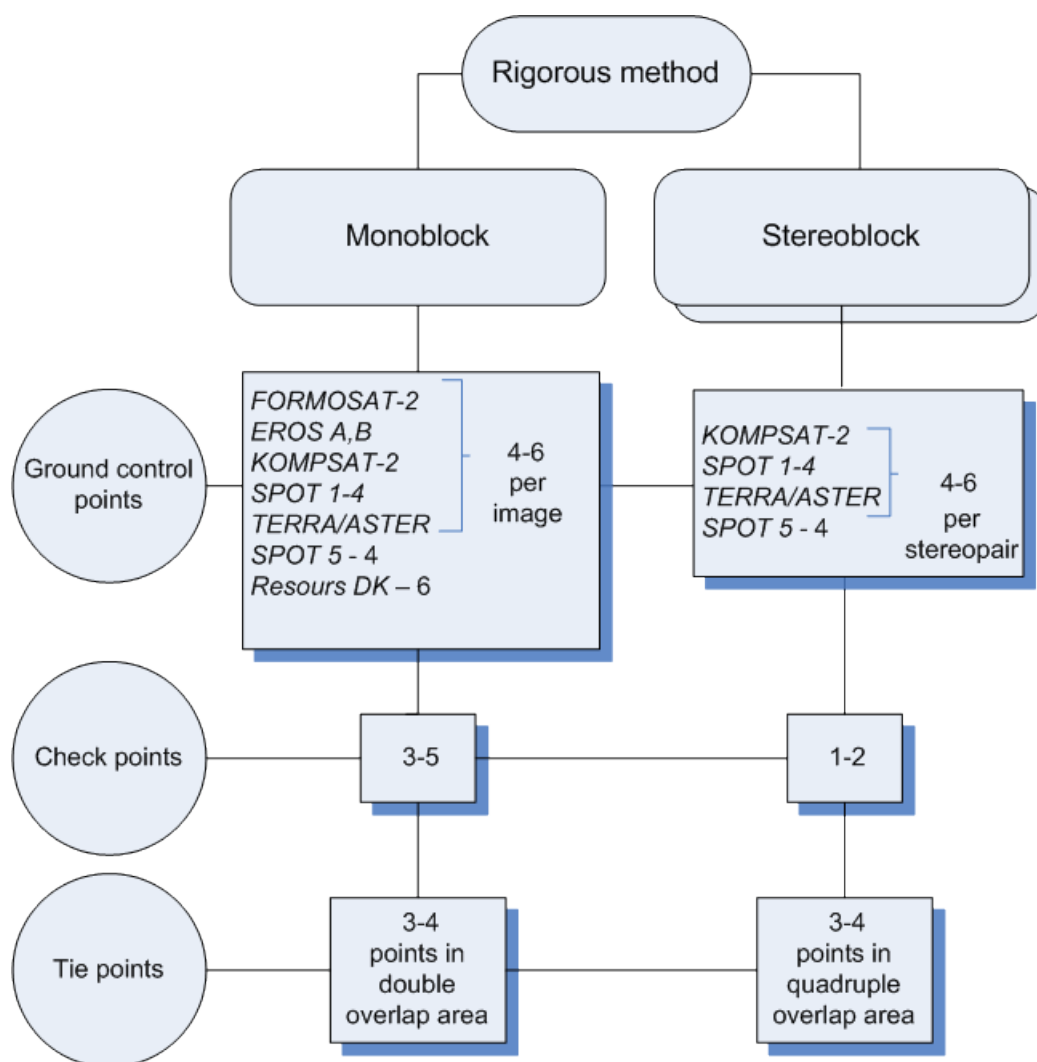 Rigorous method
Monoblock
Stereoblock
Ground control
points
FORMOSAT-2
EROS A,B
KOMPSAT-2
SPOT 1-4
TERRA/ASTER
SPOT 5 - 4
Resours DK – 6
4-6
per
image
KOMPSAT-2
SPOT 1-4
TERRA/ASTER
SPOT 5 - 4
4-6
per
stereopair
Check points
3-5
1-2
Tie points
3-4
points in
double
overlap area
3-4
points in
quadruple
overlap area